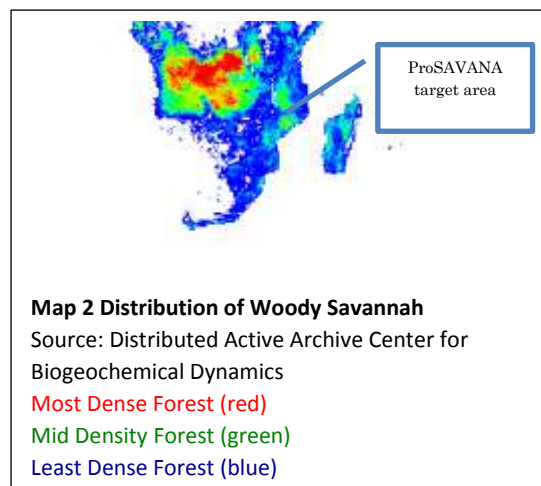 ProSAVANA
target area
Map 2 Distribution of Woody Savannah
Source: Distributed Active Archive Center for
Biogeochemical Dynamics
Most Dense Forest (red)
Mid Density Forest (green)
Least Dense Forest (blue)